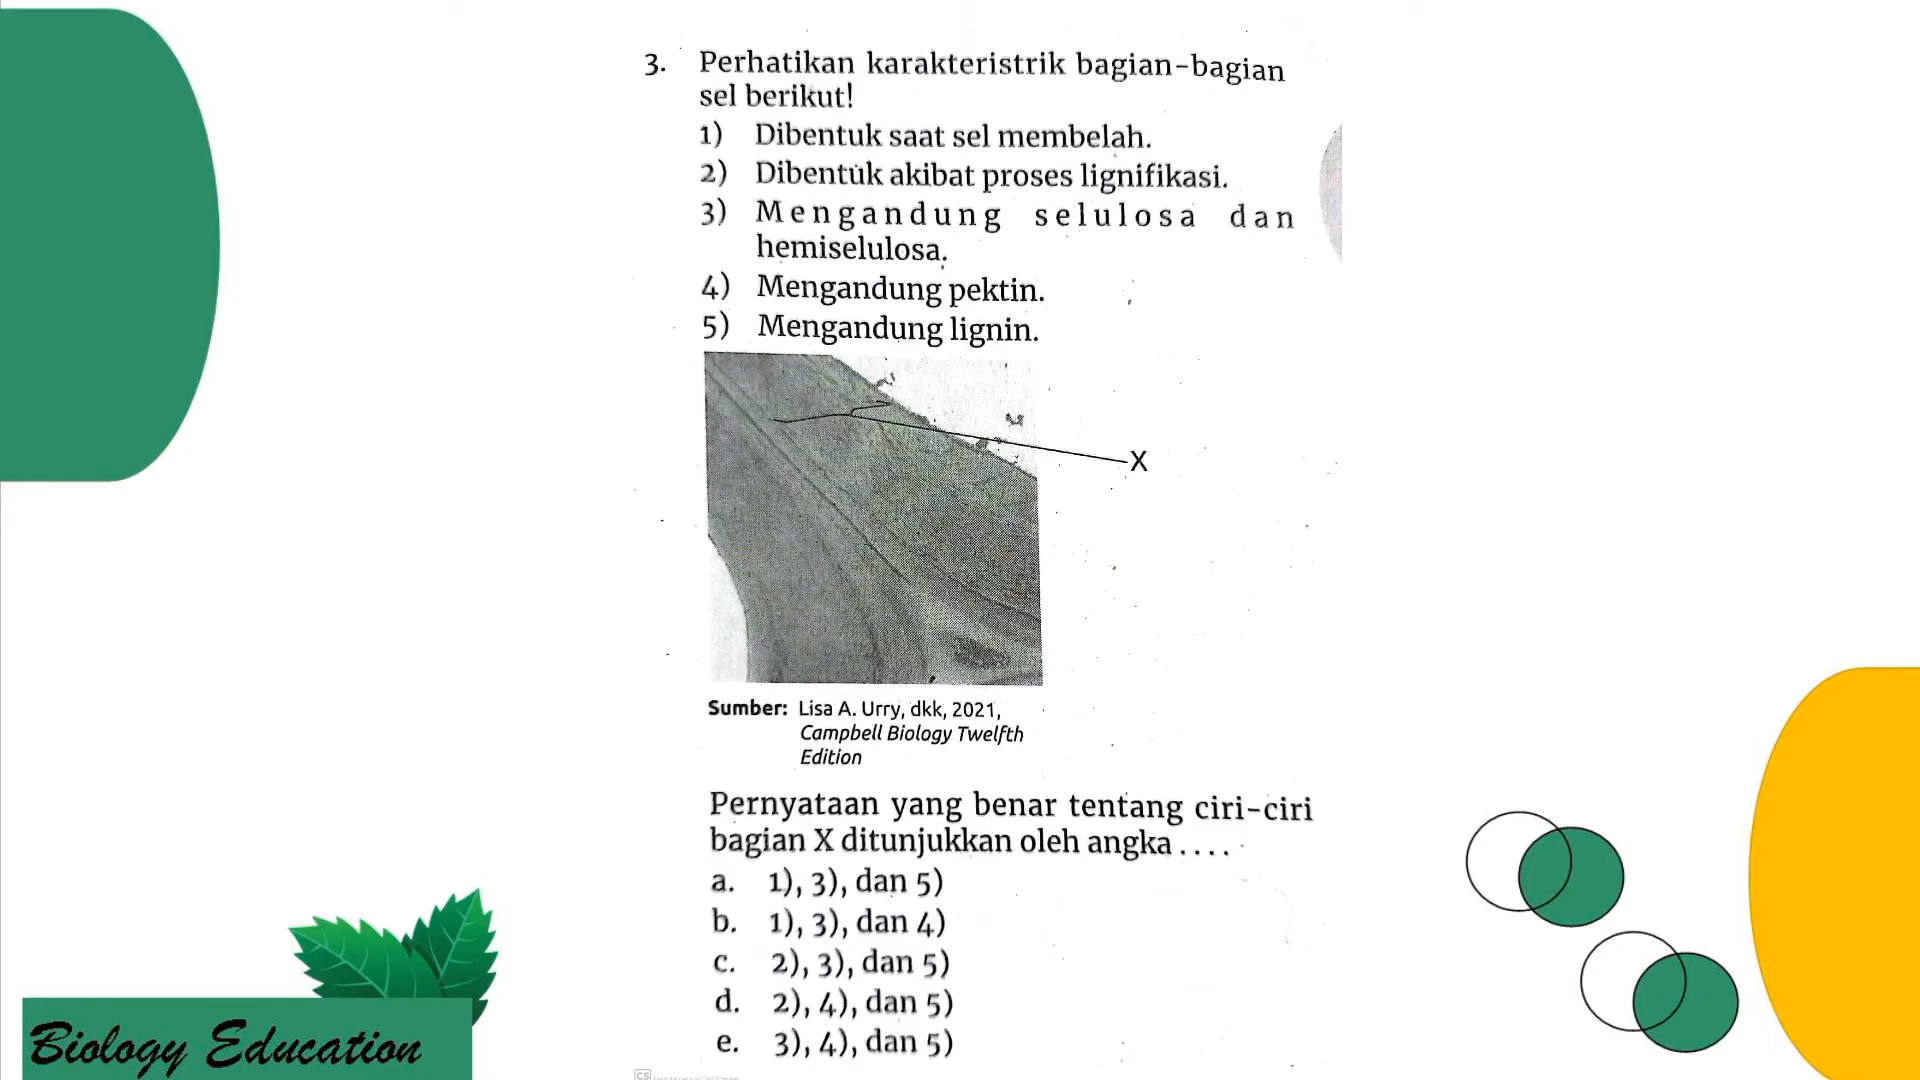 3. Perhatikan karakteristrik bagian-bagian
sel berikut!
1) Dibentuk saat sel membelah.
2) Dibentuk akibat proses lignifikasi.
3) Mengandung selulosa dan
hemiselulosa.
4) Mengandung pektin.
5) Mengandung lignin.
X
Sumber: Lisa A. Urry, dkk, 2021,
Campbell Biology Twelfth
Edition
Pernyataan yang benar tentang ciri-ciri
bagian X ditunjukkan oleh angka . . . .
a. 1), 3), dan 5)
b. 1), 3), dan 4)
c. 2), 3), dan 5)
d. 2), 4), dan 5)
e. 3), 4), dan 5)
Biology Education
CS